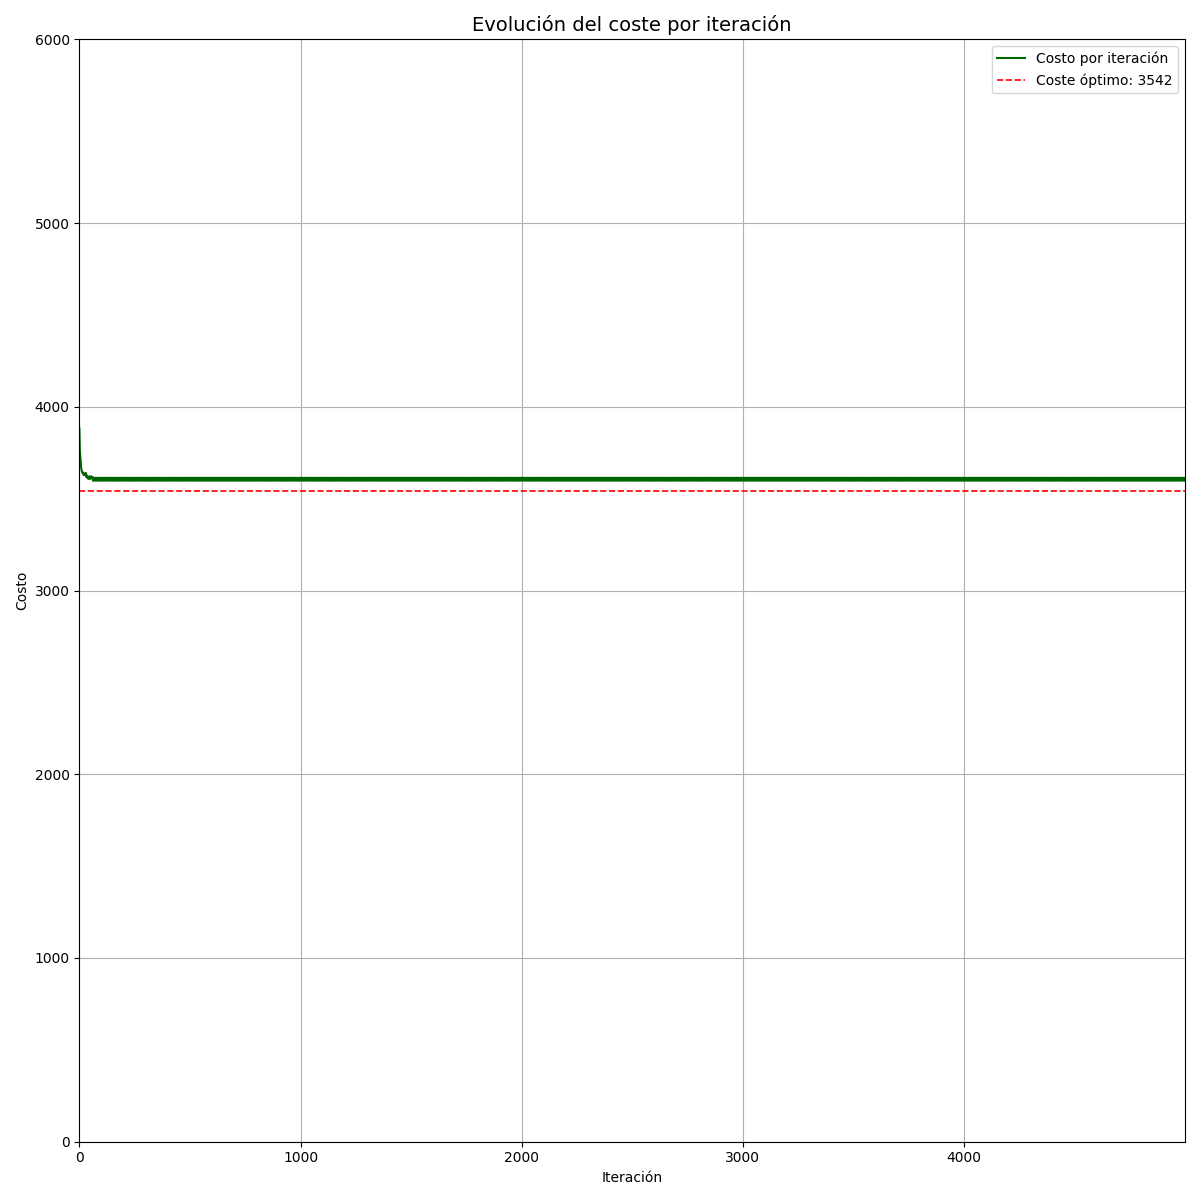 Evolución del coste por iteración
Costo por iteración
Coste óptimo: 3542
6000
5000
4000
3000
2000
1000
0
Costo
0 1000 2000 3000 4000
Iteración